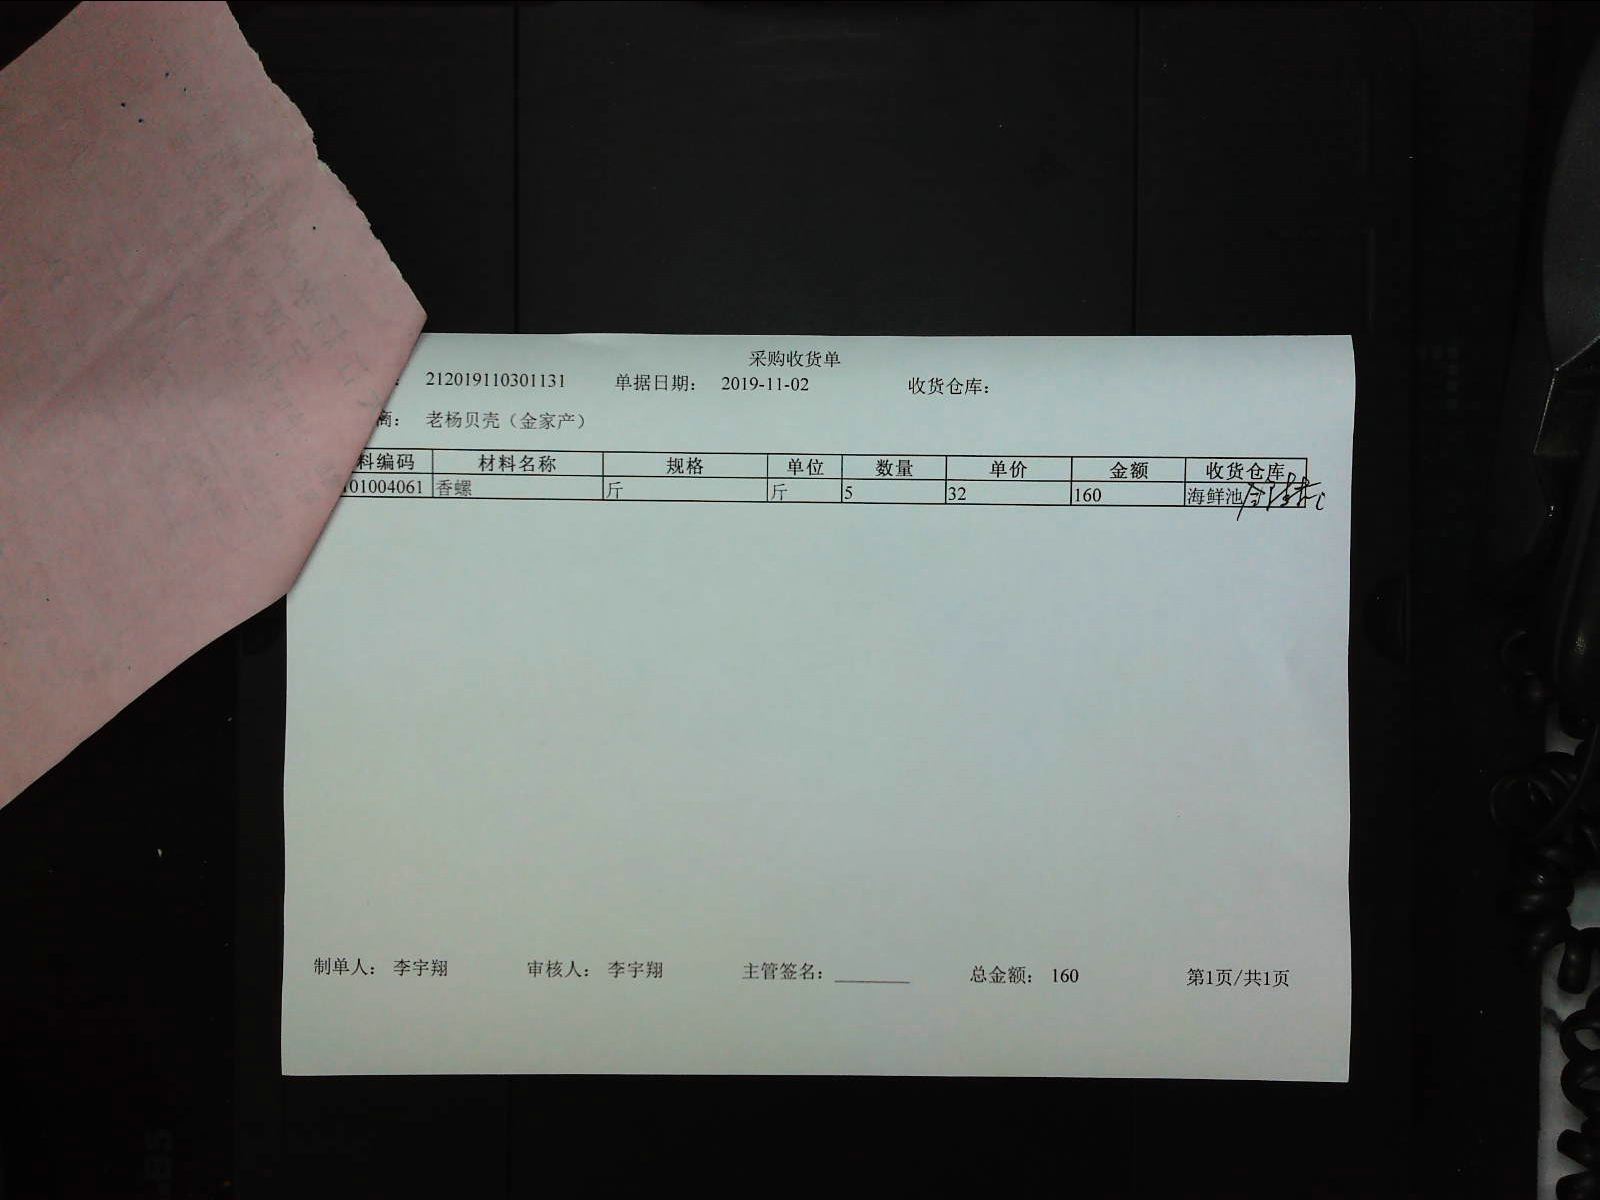 采购收货单
： 212019110301131 单据日期： 2019-11-02 收货仓库：
商： 老杨贝壳（金家产）
料编码 材料名称 规格 单位 数量 单价 金额 收货仓库
01004061 香螺 斤 斤 5 32 160 海鲜池
制单人： 李宇翔 审核人： 李宇翔 主管签名： 总金额： 160 第1页/共1页